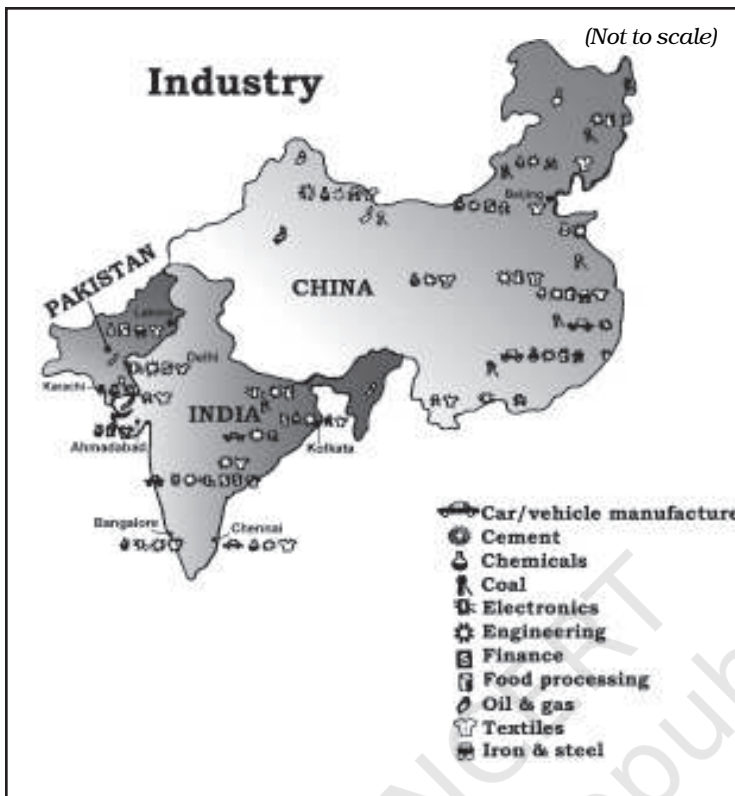 (Not to scale)
Industry
Beijing
PAKISTAN
CHINA
Lahore
Delhi
Karachi
INDIA
Ahmadabad
Kolkata
Bangalore
Chennai
Car/vehicle manufacture
Cement
Chemicals
Coal
Electronics
Engineering
Finance
Food processing
Oil & gas
Textiles
Iron & steel
NCERT